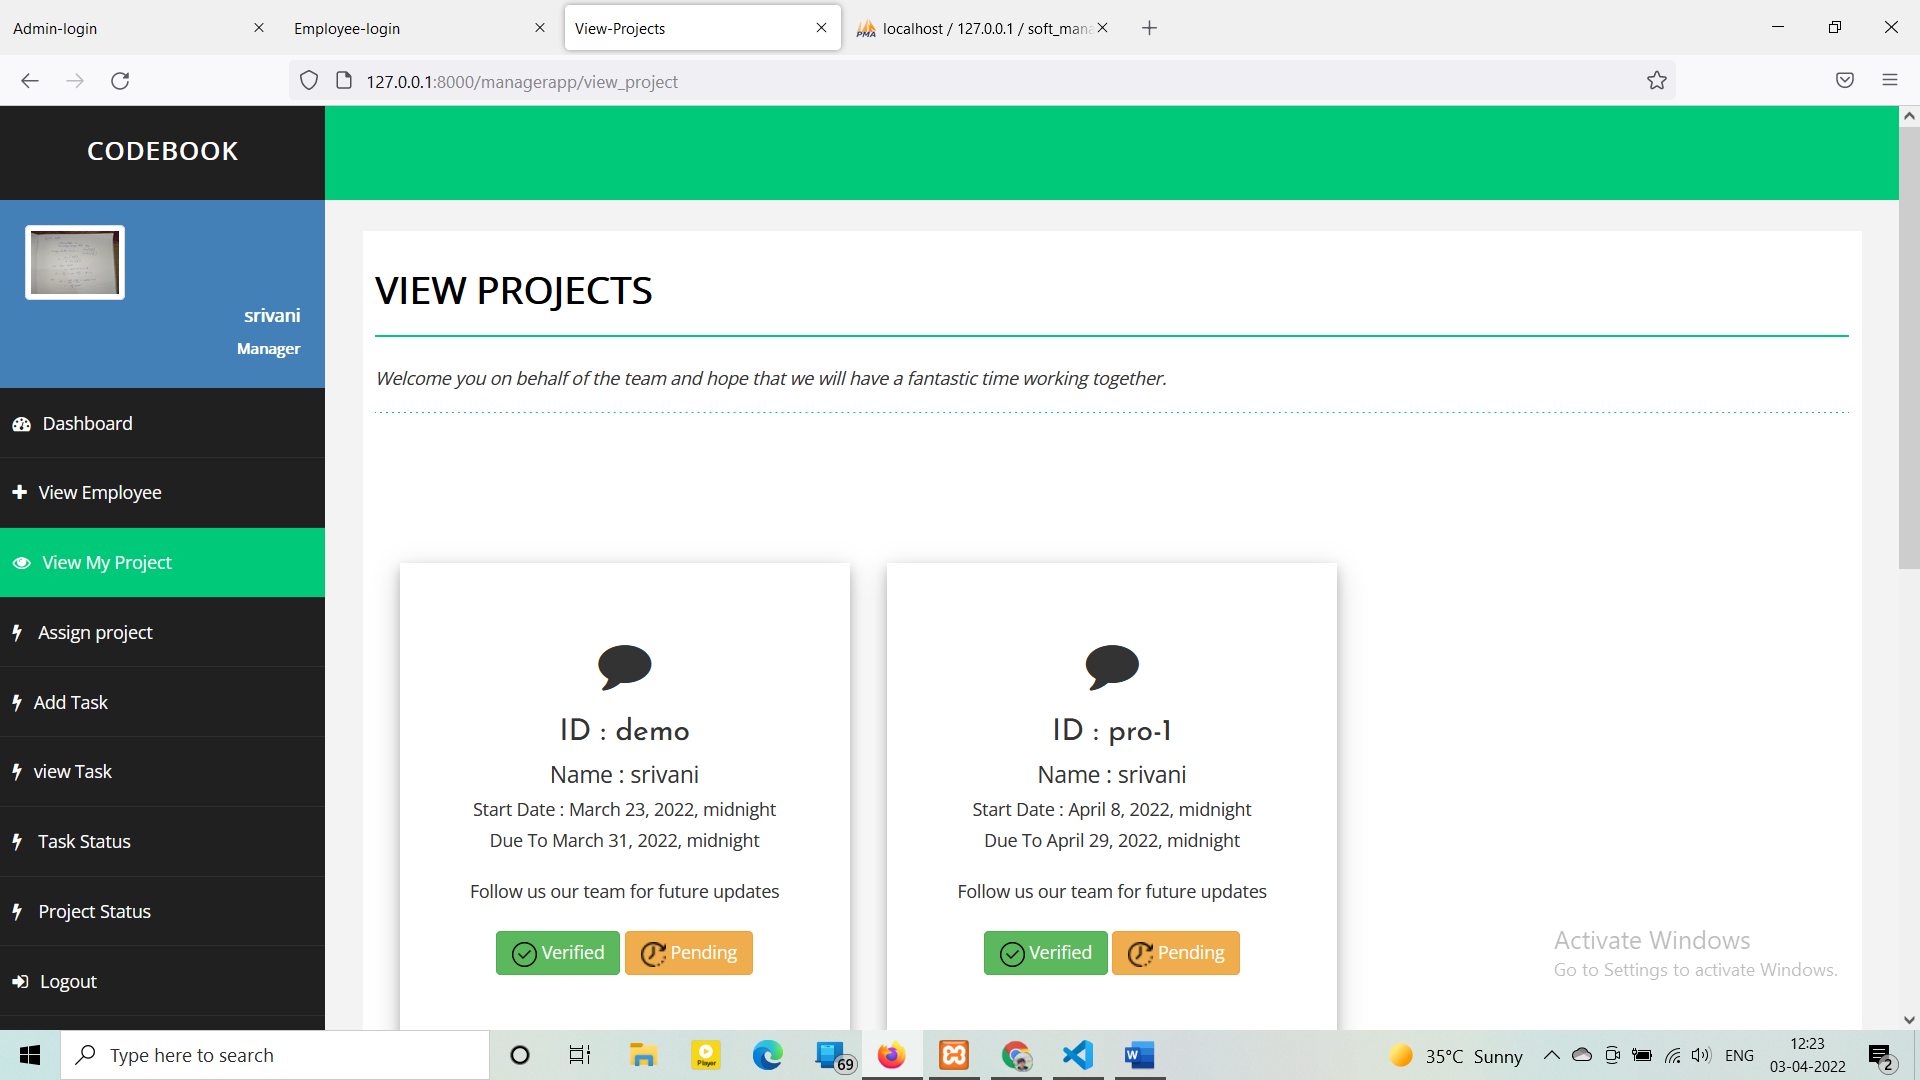 Admin-login
Employee-login
View-Projects
localhost / 127.0.0.1 / soft_mana
127.0.0.1:8000/managerapp/view_project
CODEBOOK
srivani
Manager
Dashboard
View Employee
View My Project
Assign project
Add Task
view Task
Task Status
Project Status
Logout
VIEW PROJECTS
Welcome you on behalf of the team and hope that we will have a fantastic time working together.
ID : demo
Name : srivani
Start Date : March 23, 2022, midnight
Due To March 31, 2022, midnight
Follow us our team for future updates
Verified Pending
ID : pro-1
Name : srivani
Start Date : April 8, 2022, midnight
Due To April 29, 2022, midnight
Follow us our team for future updates
Verified Pending
Activate Windows
Go to Settings to activate Windows.
Type here to search
Player
69
35°C Sunny
ENG
12:23
03-04-2022
2